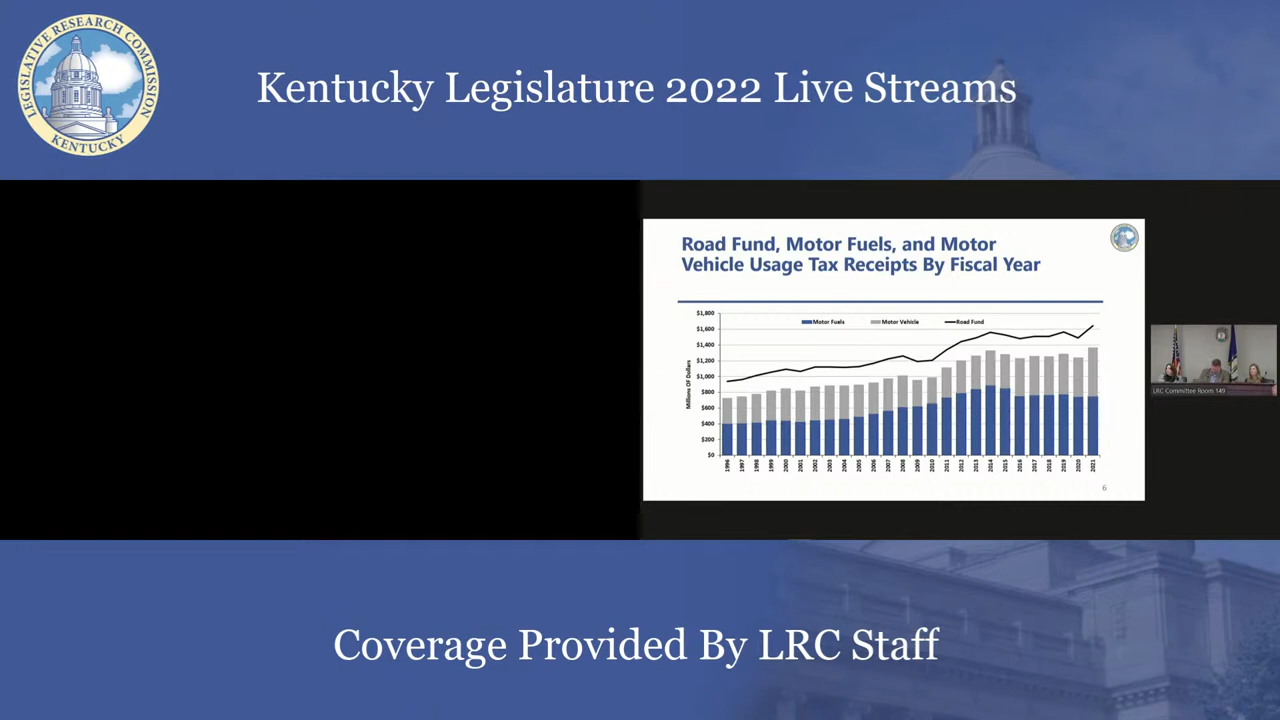 LEGISLATIVE RESEARCH COMMISSION
KENTUCKY
Kentucky Legislature 2022 Live Streams
Road Fund, Motor Fuels, and Motor
Vehicle Usage Tax Receipts By Fiscal Year
Motor Fuels Motor Vehicle Road Fund
Millions Of Dollars
$1,800
$1,600
$1,400
$1,200
$1,000
$800
$600
$400
$200
$0
1996 1997 1998 1999 2000 2001 2002 2003 2004 2005 2006 2007 2008 2009 2010 2011 2012 2013 2014 2015 2016 2017 2018 2019 2020 2021
6
LRC Committee Room 149
Coverage Provided By LRC Staff